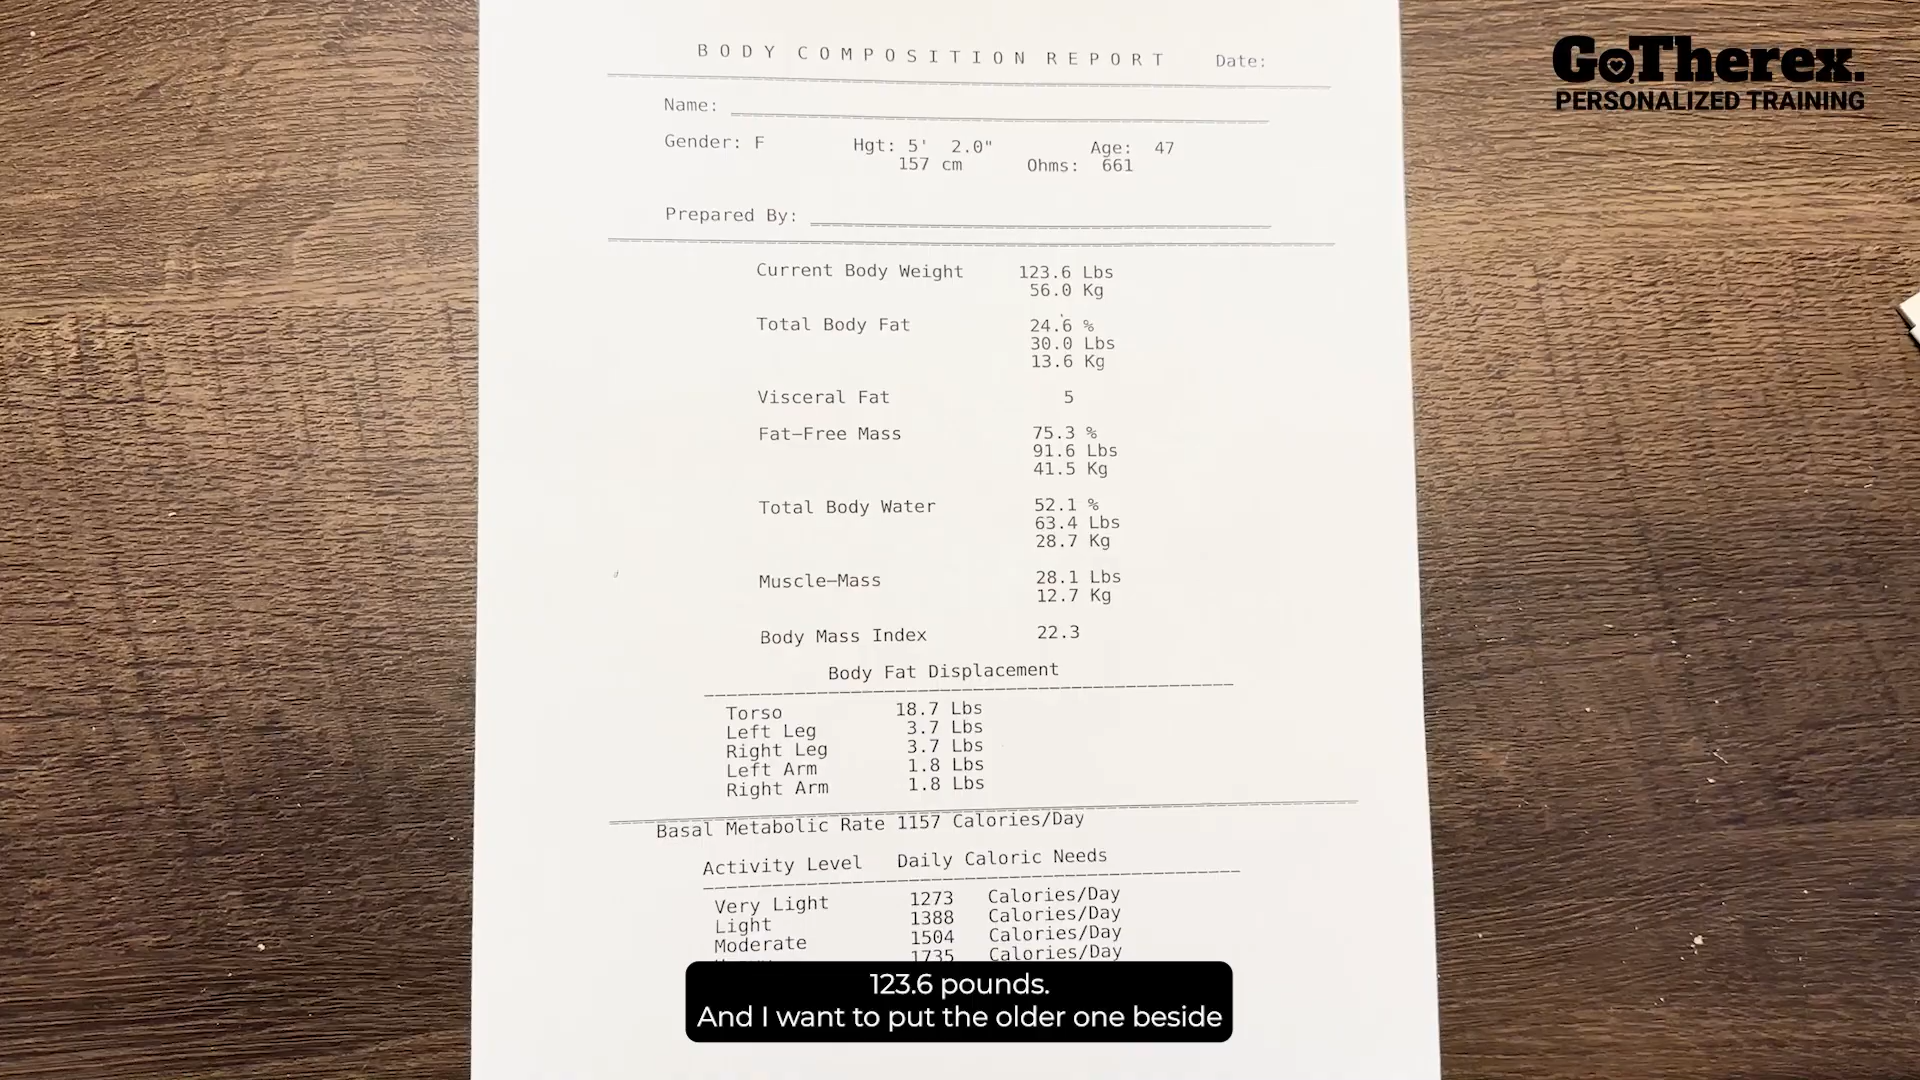 BODY COMPOSITION REPORT Date:
GoTherex.
PERSONALIZED TRAINING
Name:
Gender: F Hgt: 5' 2.0" Age: 47
157 cm Ohms: 661
Prepared By:
Current Body Weight 123.6 Lbs
56.0 Kg
Total Body Fat 24.6 %
30.0 Lbs
13.6 Kg
Visceral Fat 5
Fat-Free Mass 75.3 %
91.6 Lbs
41.5 Kg
Total Body Water 52.1 %
63.4 Lbs
28.7 Kg
Muscle-Mass 28.1 Lbs
12.7 Kg
Body Mass Index 22.3
Body Fat Displacement
Torso 18.7 Lbs
Left Leg 3.7 Lbs
Right Leg 3.7 Lbs
Left Arm 1.8 Lbs
Right Arm 1.8 Lbs
Basal Metabolic Rate 1157 Calories/Day
Activity Level Daily Caloric Needs
Very Light 1273 Calories/Day
Light 1388 Calories/Day
Moderate 1504 Calories/Day
1735 Calories/Day
123.6 pounds.
And I want to put the older one beside